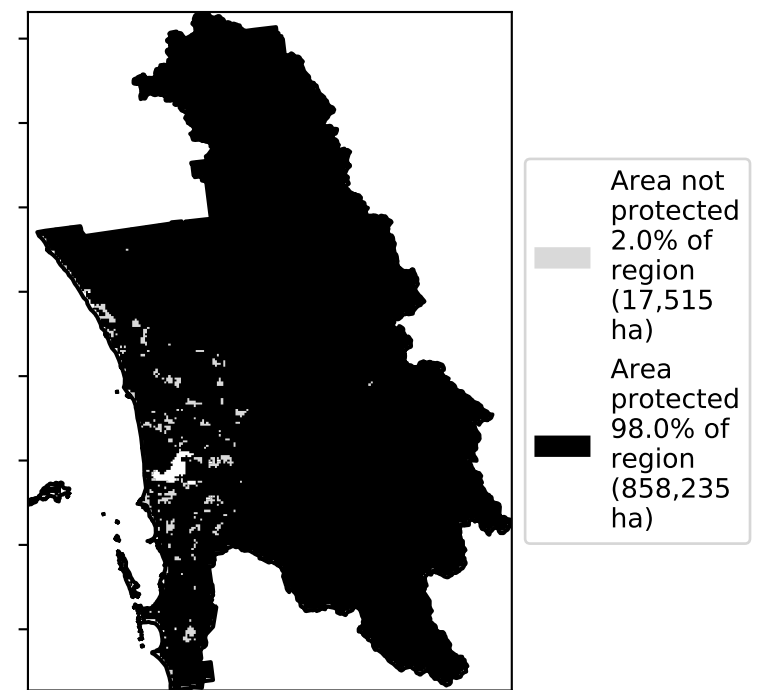 Area not
protected
2.0% of
region
(17,515
ha)
Area
protected
98.0% of
region
(858,235
ha)